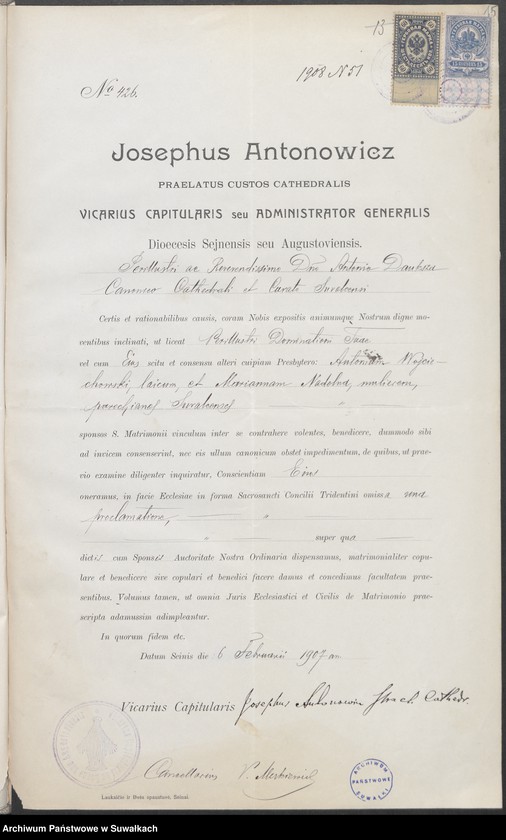 13
15
1908 N 51
No 426.
Josephus Antonowicz
PRAELATUS CUSTOS CATHEDRALIS
VICARIUS CAPITULARIS seu ADMINISTRATOR GENERALIS
Dioecesis Sejnensis seu Augustoviensis.
Perillustri ac Reverendissimo Dno Antonio
Canonico Cathedrali et Curato Suvalcensi
Certis et rationabilibus causis, coram Nobis expositis animumque Nostrum digne mo-
ventibus inclinati, ut liceat Perillustri Dominationi Tuae
vel cum Ejus scitu et consensu alteri cuipiam Presbytero: Antonium Wojcie-
chowski, laicum, et Mariannam, mulierem,
sponsos S. Matrimonii vinculum inter se contrahere volentes, benedicere, dummodo sibi
ad invicem consenserint, nec eis ullum canonicum obstet impedimentum, de quibus, ut prae-
vio examine diligenter inquiratur, Conscientiam Ejus
oneramus, in facie Ecclesiae in forma Sacrosancti Concilii Tridentini omissa una
proclamatione,
super qua
dictis cum Sponsis Auctoritate Nostra Ordinaria dispensamus, matrimonialiter copu-
lare et benedicere sive copulari et benedici facere damus et concedimus facultatem prae-
sentibus. Volumus tamen, ut omnia Juris Ecclesiastici et Civilis de Matrimonio prae-
scripta adamussim adimpleantur.
In quorum fidem etc.
Datum Seinis die 6 Februarii 1907 an
Vicarius Capitularis Josephus Antonowicz
Cancellarius
ARCHIWUM PAŃSTWOWE SUWAŁKI
Archiwum Państwowe w Suwałkach